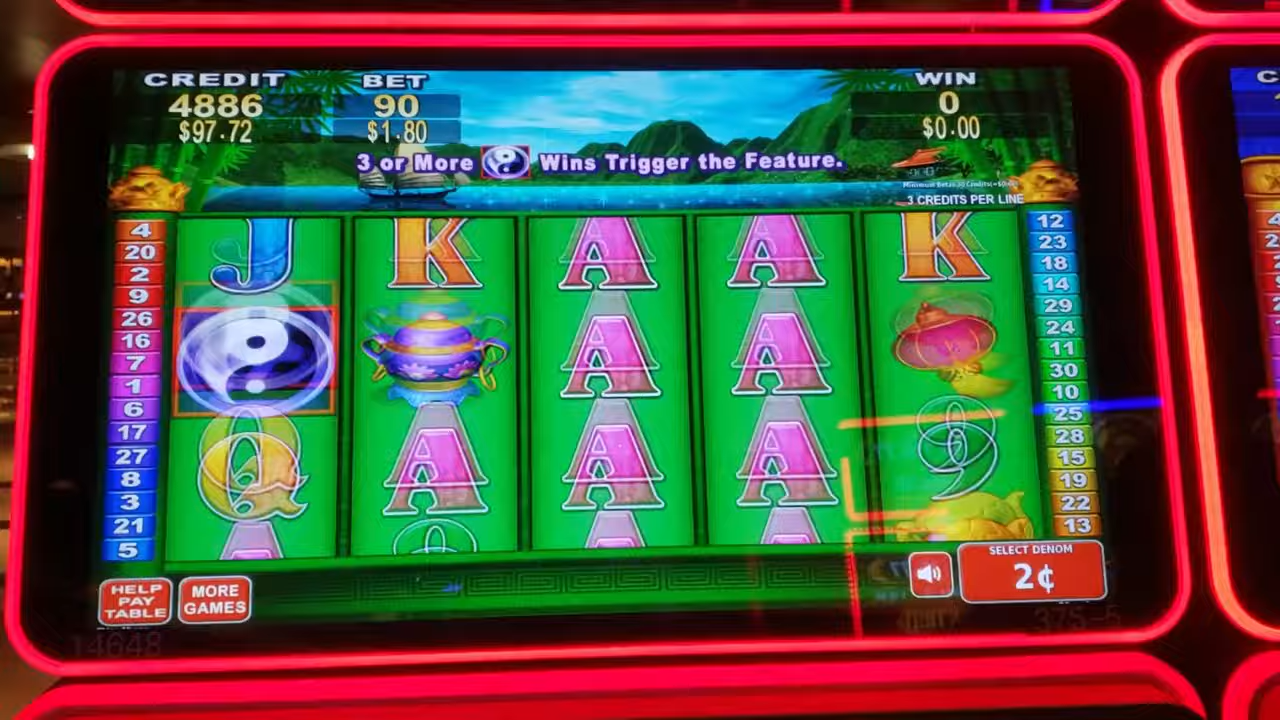 CREDIT BET WIN
4886 90 0
$97.72 $1.80 $0.00
3 or More Wins Trigger the Feature.
3 CREDITS PER LINE
4 12
20 23
2 18
9 14
26 29
16 24
7 11
1 30
6 10
17 25
27 28
8 15
3 19
21 22
5 13
J K A A K
A A
Q A A A 9
A A A
HELP PAY TABLE
MORE GAMES
SELECT DENOM
2¢
14648